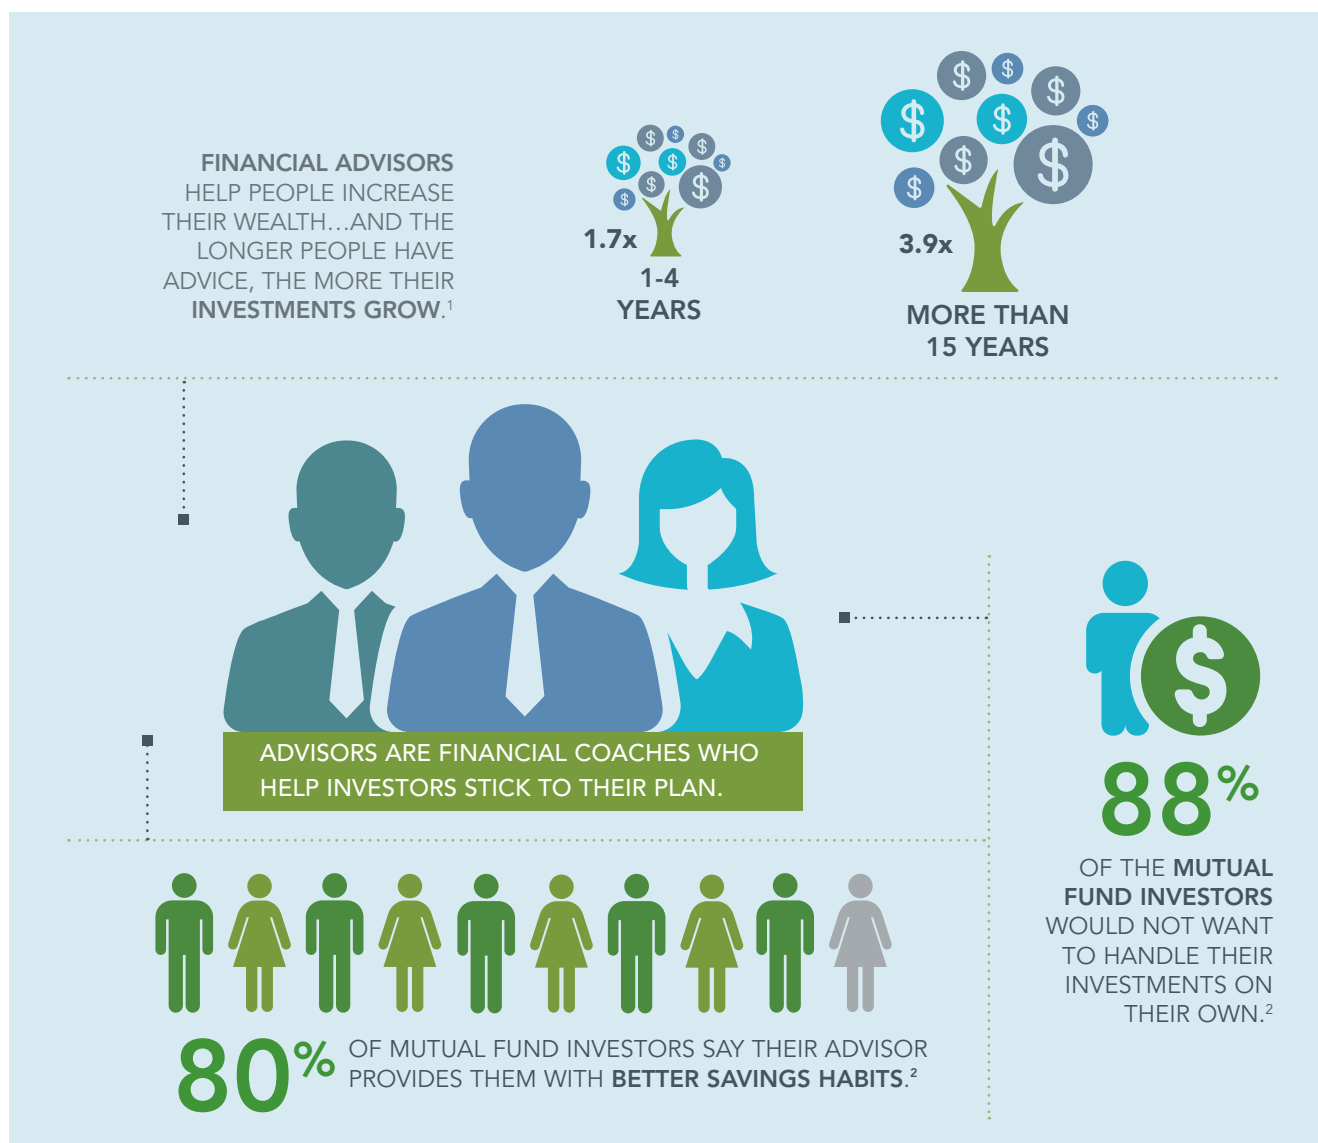 FINANCIAL ADVISORS
HELP PEOPLE INCREASE
THEIR WEALTH…AND THE
LONGER PEOPLE HAVE
ADVICE, THE MORE THEIR
INVESTMENTS GROW.¹
$ $ $ $ $ $ $ $ $
1.7x
1-4
YEARS
$ $ $ $ $ $ $ $ $
3.9x
MORE THAN
15 YEARS
ADVISORS ARE FINANCIAL COACHES WHO
HELP INVESTORS STICK TO THEIR PLAN.
$
88%
OF THE MUTUAL
FUND INVESTORS
WOULD NOT WANT
TO HANDLE THEIR
INVESTMENTS ON
THEIR OWN.²
80% OF MUTUAL FUND INVESTORS SAY THEIR ADVISOR
PROVIDES THEM WITH BETTER SAVINGS HABITS.²